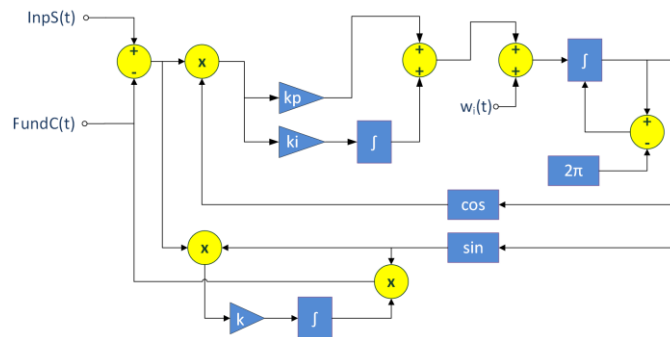 InpS(t)
+
-
x
kp
+
+
+
+
∫
FundC(t)
ki
∫
wᵢ(t)
+
-
2π
cos
x
sin
x
k
∫